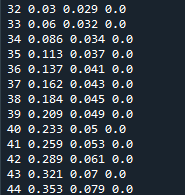 32 0.03 0.029 0.0
33 0.06 0.032 0.0
34 0.086 0.034 0.0
35 0.113 0.037 0.0
36 0.137 0.041 0.0
37 0.162 0.043 0.0
38 0.184 0.045 0.0
39 0.209 0.049 0.0
40 0.233 0.05 0.0
41 0.259 0.053 0.0
42 0.289 0.061 0.0
43 0.321 0.07 0.0
44 0.353 0.079 0.0